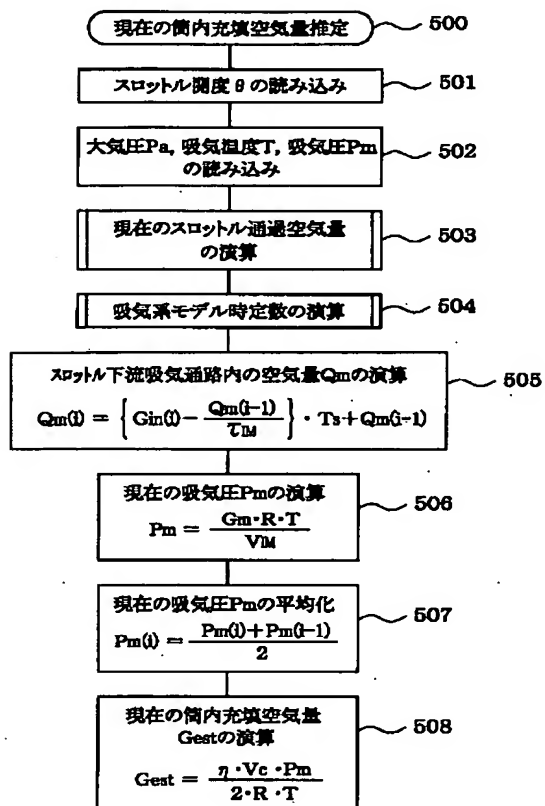 現在の筒内充填空気量推定
500
スロットル開度θの読み込み
501
大気圧Pa, 吸気温度T, 吸気圧Pm
の読み込み
502
現在のスロットル通過空気量
の演算
503
吸気系モデル時定数の演算
504
スロットル下流吸気通路内の空気量Qmの演算
Qm(i) = { Gin(i) − Qm(i-1) / τIM } · Ts + Qm(i-1)
505
現在の吸気圧Pmの演算
Pm = Gm·R·T / VIM
506
現在の吸気圧Pmの平均化
Pm(i) = Pm(i)+Pm(i-1) / 2
507
現在の筒内充填空気量
Gestの演算
Gest = η·Vc·Pm / 2·R·T
508